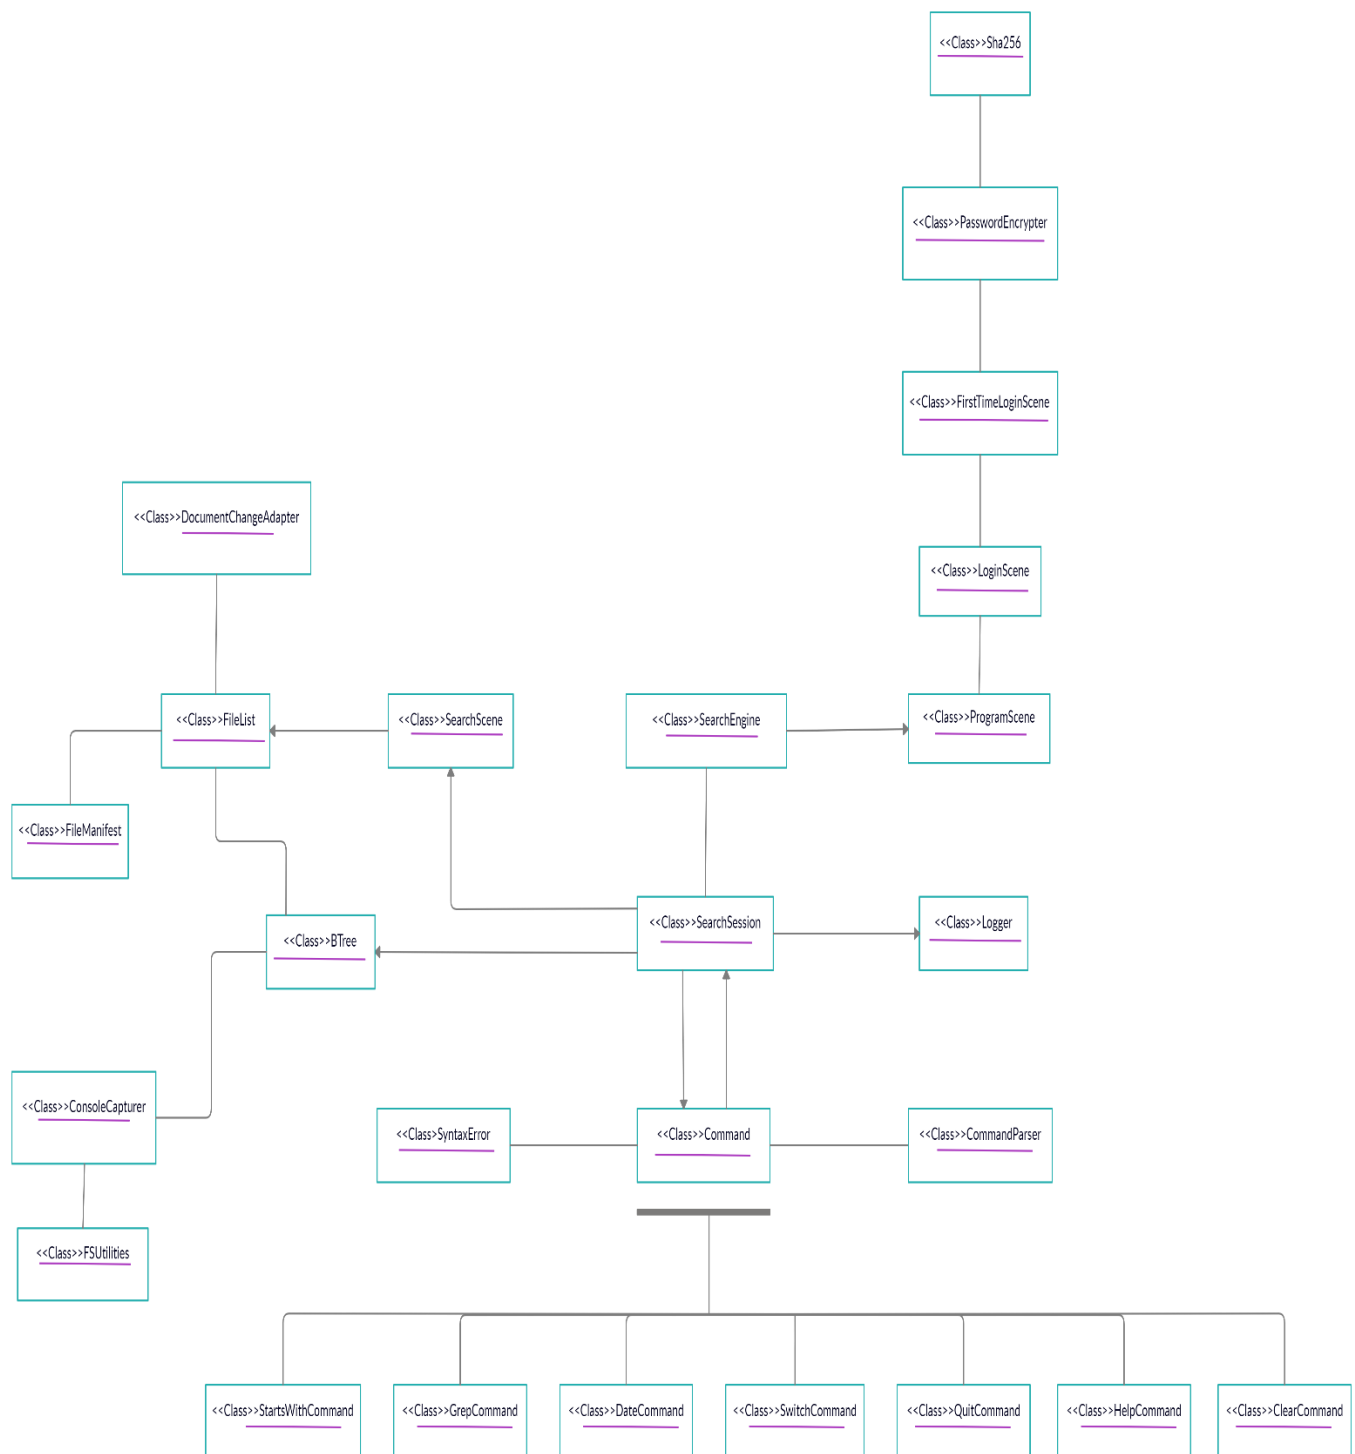 <<Class>>Sha256
<<Class>>PasswordEncrypter
<<Class>>FirstTimeLoginScene
<<Class>>DocumentChangeAdapter
<<Class>>LoginScene
<<Class>>FileList
<<Class>>SearchScene
<<Class>>SearchEngine
<<Class>>ProgramScene
<<Class>>FileManifest
<<Class>>BTree
<<Class>>SearchSession
<<Class>>Logger
<<Class>>ConsoleCapturer
<<Class>SyntaxError
<<Class>>Command
<<Class>>CommandParser
<<Class>>FSUtilities
<<Class>>StartsWithCommand
<<Class>>GrepCommand
<<Class>>DateCommand
<<Class>>SwitchCommand
<<Class>>QuitCommand
<<Class>>HelpCommand
<<Class>>ClearCommand